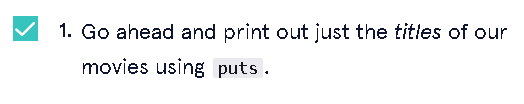 1. Go ahead and print out just the titles of our
movies using puts.